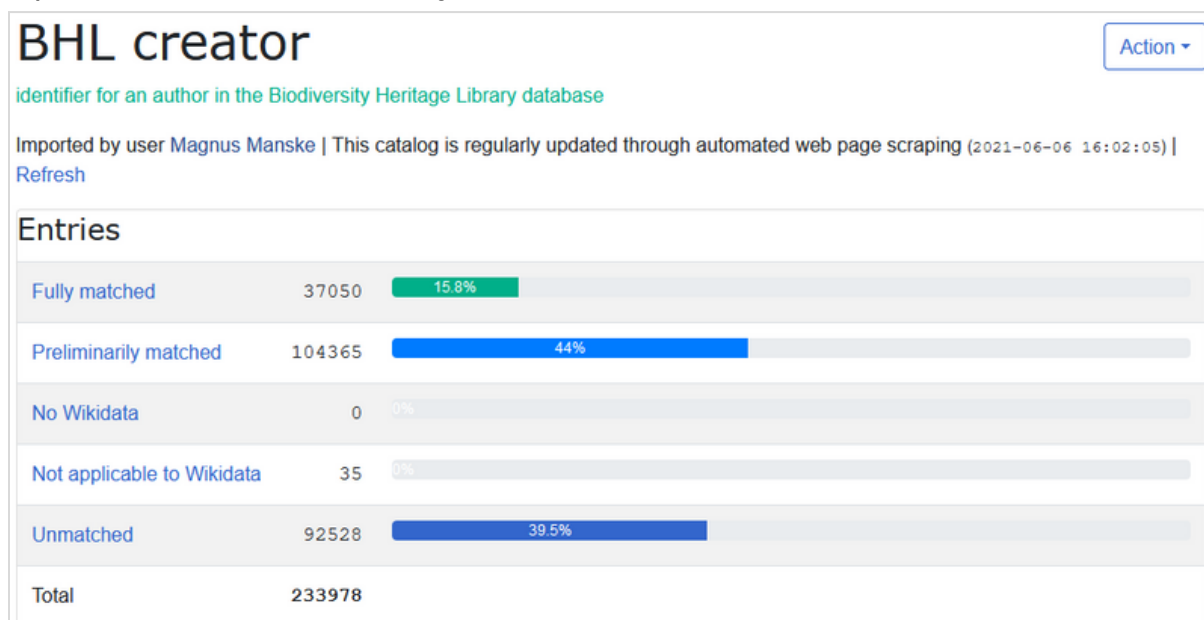 BHL creator
Action
identifier for an author in the Biodiversity Heritage Library database
Imported by user Magnus Manske | This catalog is regularly updated through automated web page scraping (2021-06-06 16:02:05) |
Refresh
Entries
Fully matched 37050 15.8%
Preliminarily matched 104365 44%
No Wikidata 0 0%
Not applicable to Wikidata 35 0%
Unmatched 92528 39.5%
Total 233978